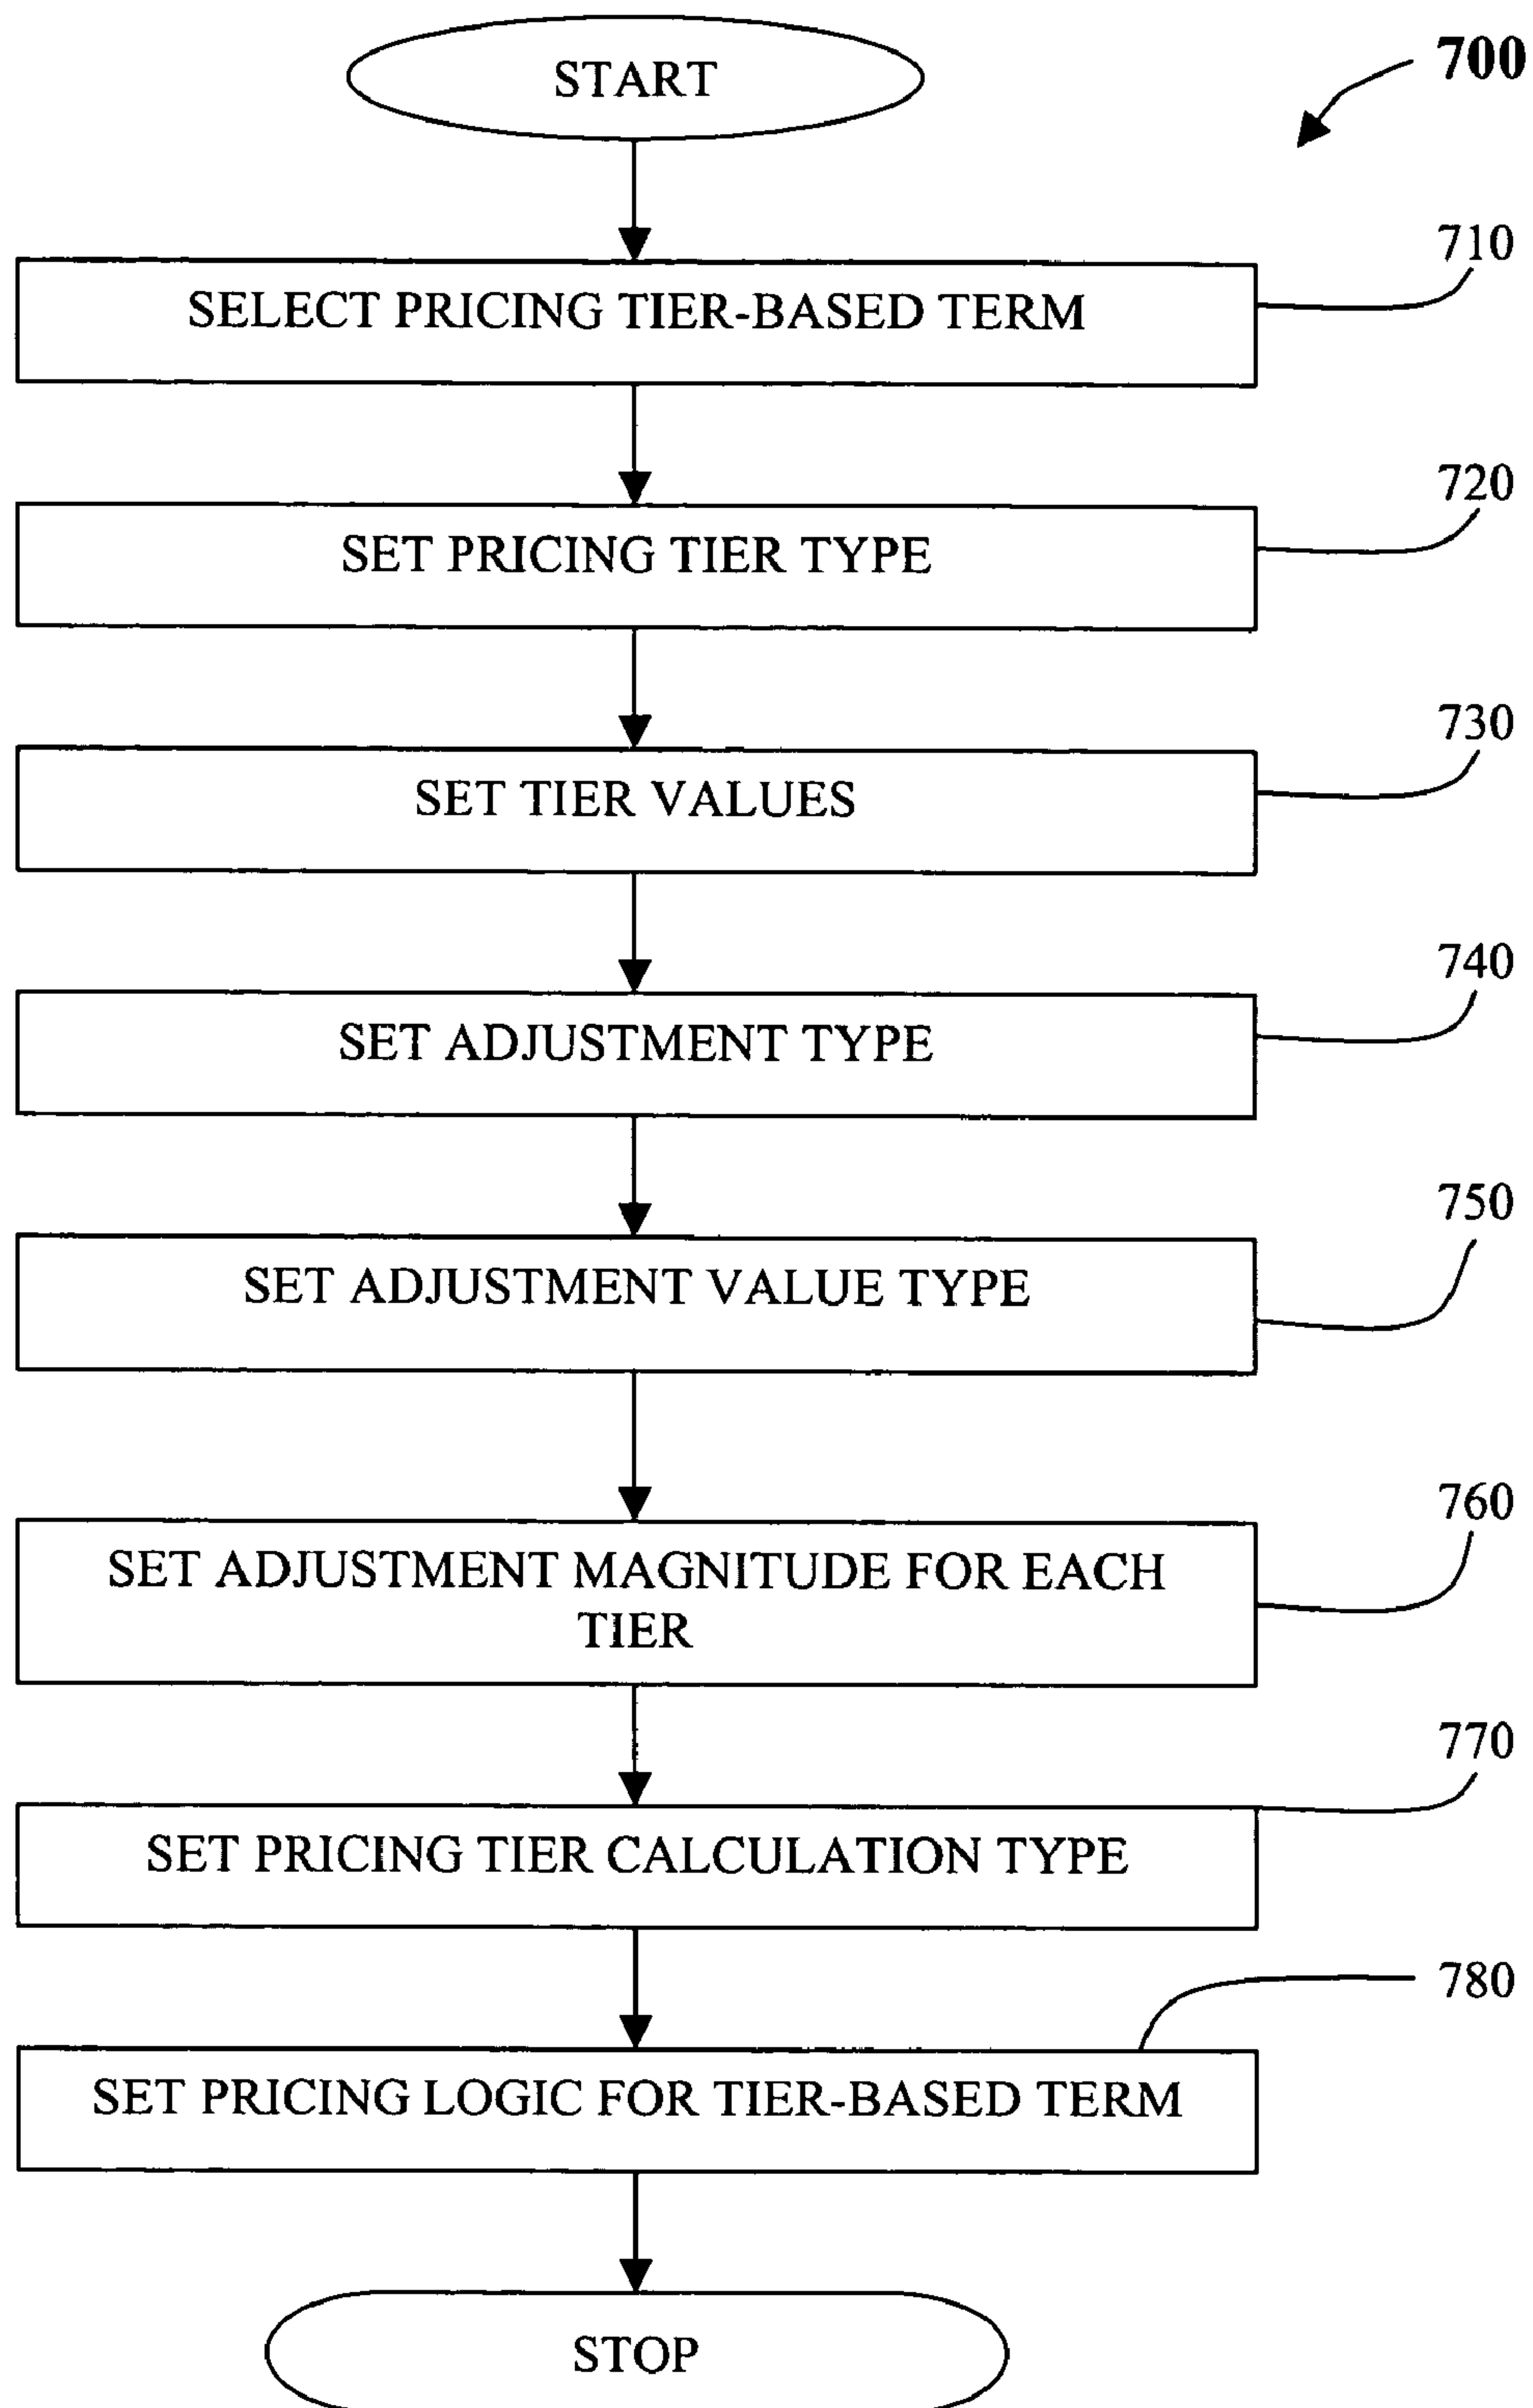 START
700
710
SELECT PRICING TIER-BASED TERM
720
SET PRICING TIER TYPE
730
SET TIER VALUES
740
SET ADJUSTMENT TYPE
750
SET ADJUSTMENT VALUE TYPE
760
SET ADJUSTMENT MAGNITUDE FOR EACH
TIER
770
SET PRICING TIER CALCULATION TYPE
780
SET PRICING LOGIC FOR TIER-BASED TERM
STOP